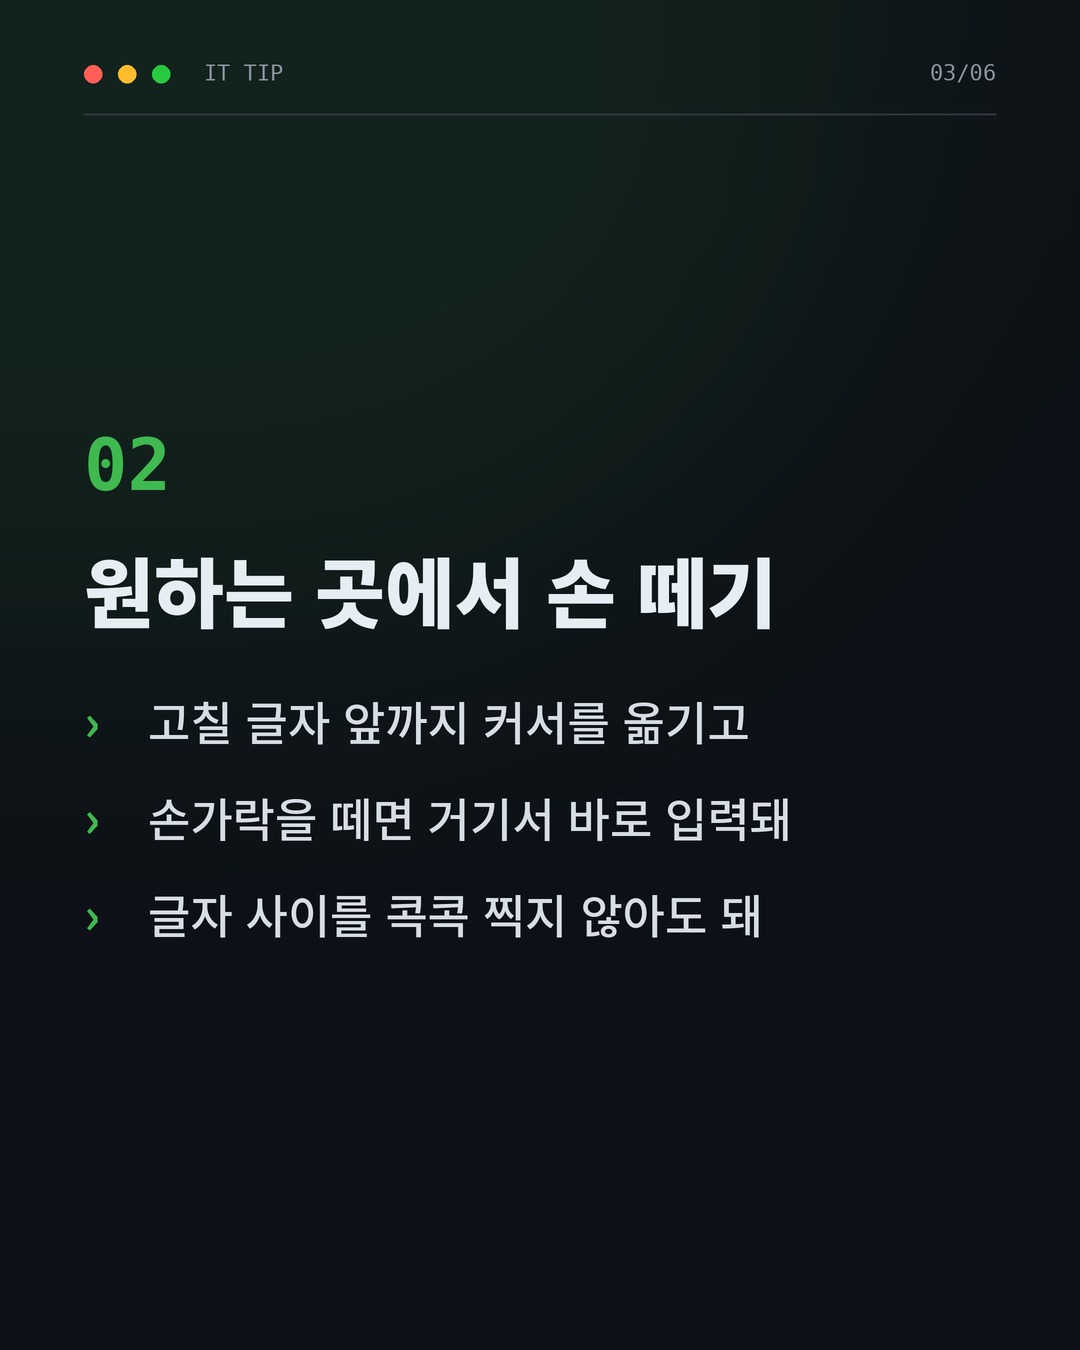 IT TIP
03/06
02
원하는 곳에서 손 떼기
› 고칠 글자 앞까지 커서를 옮기고
› 손가락을 떼면 거기서 바로 입력돼
› 글자 사이를 콕콕 찍지 않아도 돼